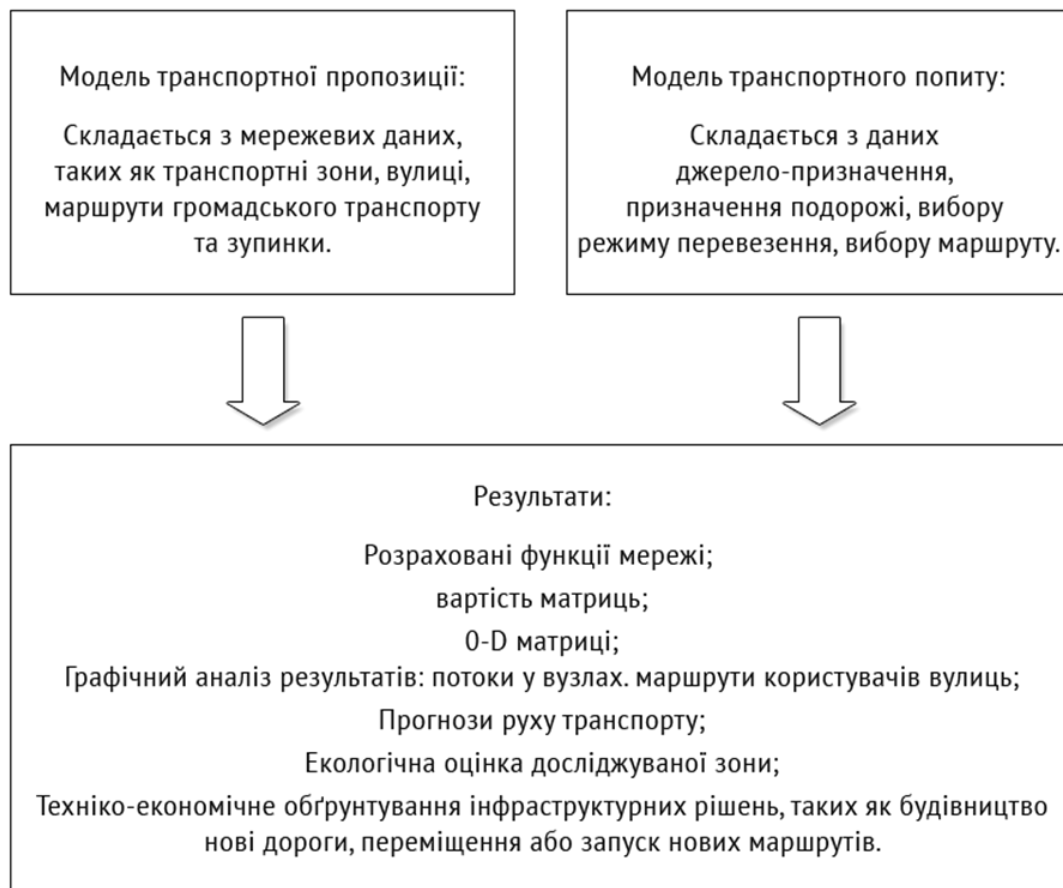 Модель транспортної пропозиції:
Складається з мережевих даних,
таких як транспортні зони, вулиці,
маршрути громадського транспорту
та зупинки.
Модель транспортного попиту:
Складається з даних
джерело-призначення,
призначення подорожі, вибору
режиму перевезення, вибору маршруту.
Результати:
Розраховані функції мережі;
вартість матриць;
0-D матриці;
Графічний аналіз результатів: потоки у вузлах. маршрути користувачів вулиць;
Прогнози руху транспорту;
Екологічна оцінка досліджуваної зони;
Техніко-економічне обґрунтування інфраструктурних рішень, таких як будівництво
нові дороги, переміщення або запуск нових маршрутів.